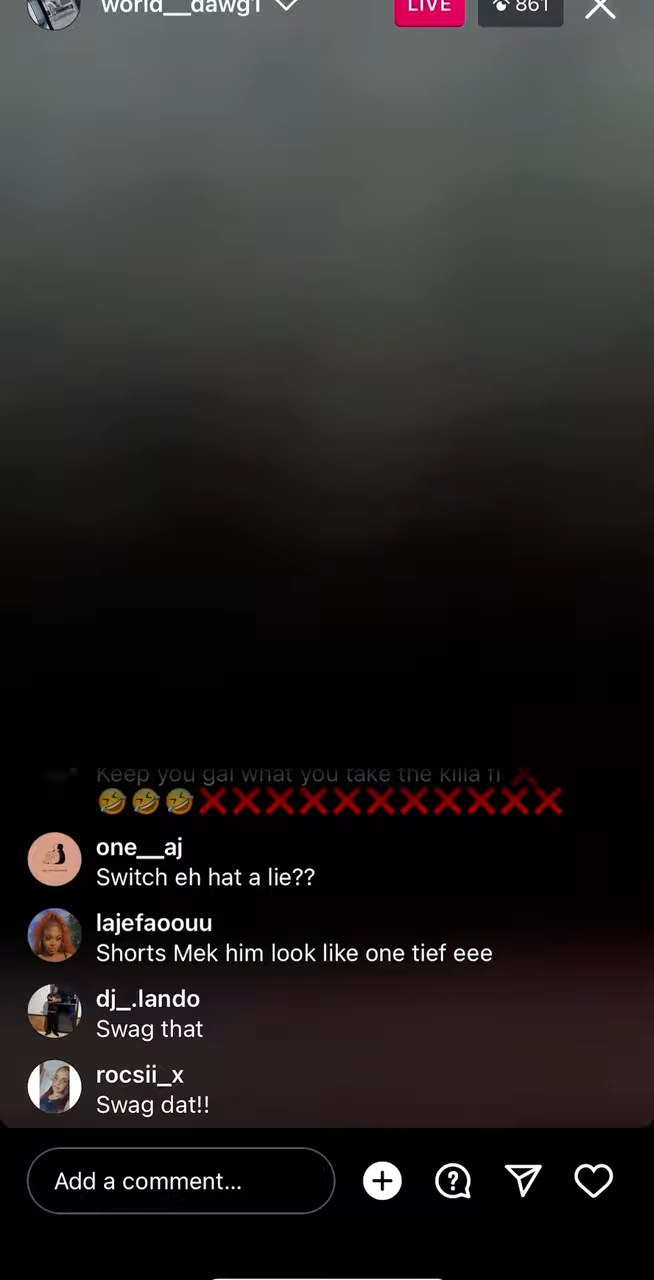 world__dawg1
LIVE
861
Keep you gal what you take the killa fi ❌
🤣🤣🤣❌❌❌❌❌❌❌❌❌❌❌
one__aj
Switch eh hat a lie??
lajefaoouu
Shorts Mek him look like one tief eee
dj_.lando
Swag that
rocsii_x
Swag dat!!
Add a comment...